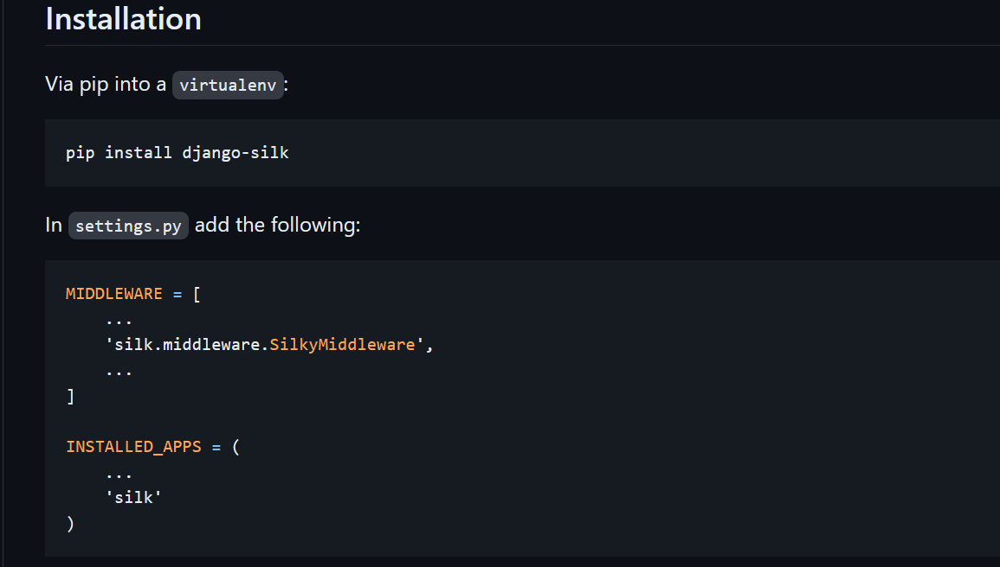 Installation
Via pip into a virtualenv:
pip install django-silk
In settings.py add the following:
MIDDLEWARE = [
    ...
    'silk.middleware.SilkyMiddleware',
    ...
]
INSTALLED_APPS = (
    ...
    'silk'
)